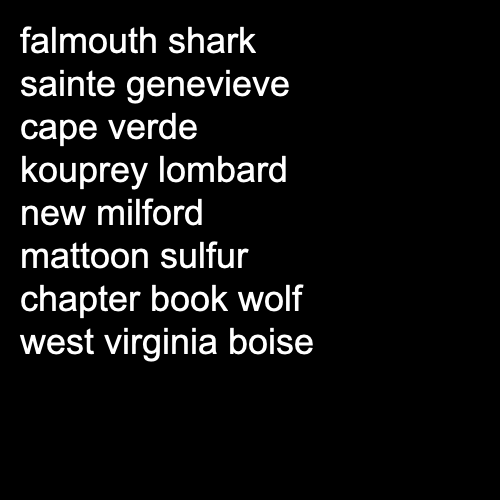 falmouth shark
sainte genevieve
cape verde
kouprey lombard
new milford
mattoon sulfur
chapter book wolf
west virginia boise